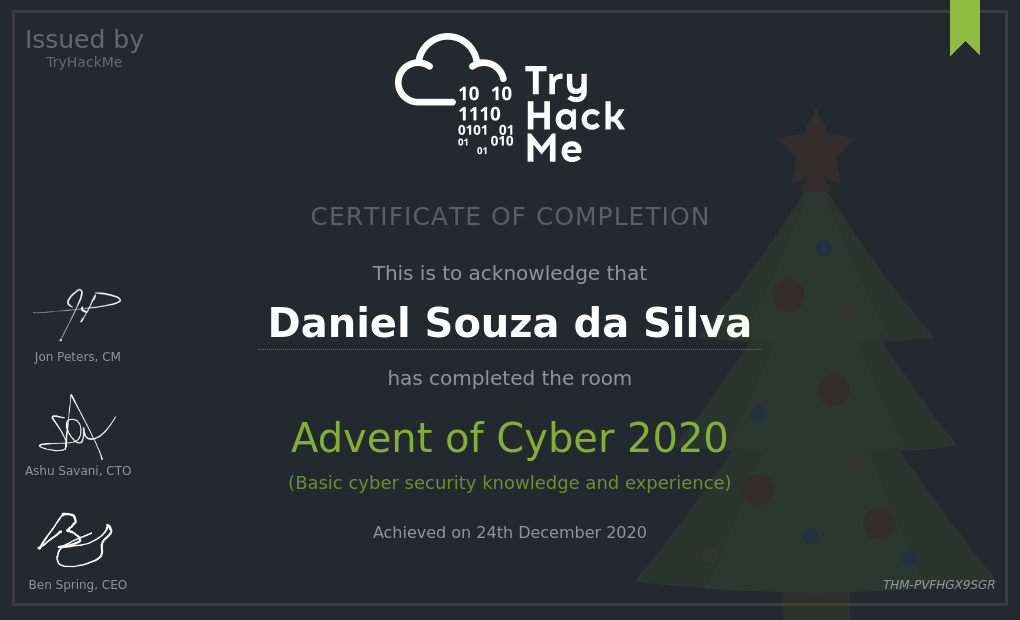 Issued by
TryHackMe
10 10
1110
0101 01
01 010
01
Try
Hack
Me
CERTIFICATE OF COMPLETION
This is to acknowledge that
Daniel Souza da Silva
has completed the room
Advent of Cyber 2020
(Basic cyber security knowledge and experience)
Achieved on 24th December 2020
Jon Peters, CM
Ashu Savani, CTO
Ben Spring, CEO
THM-PVFHGX9SGR